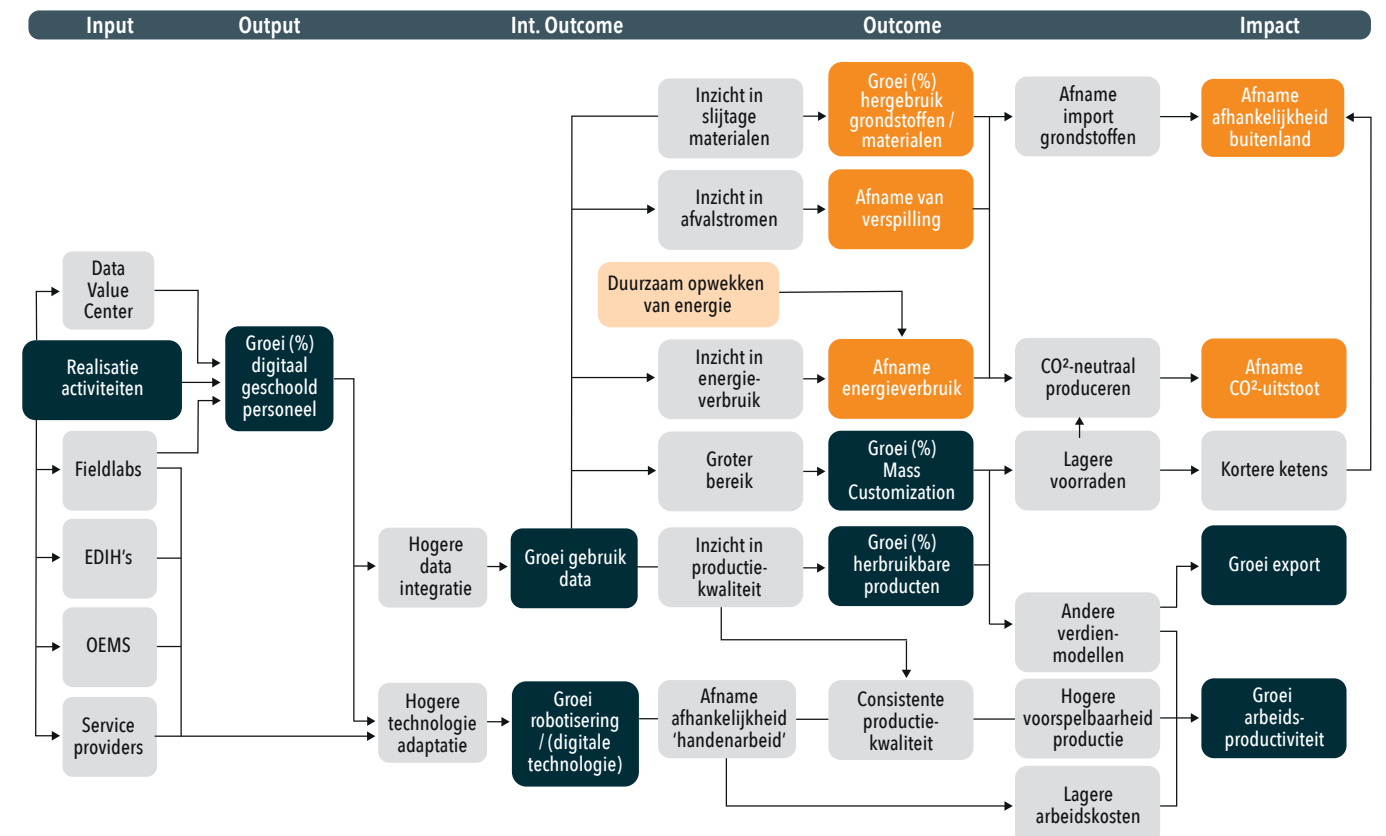 Input
Output
Int. Outcome
Outcome
Impact
Data
Value
Center
Realisatie
activiteiten
Fieldlabs
EDIH's
OEMS
Service
providers
Groei (%)
digitaal
geschoold
personeel
Hogere
data
integratie
Hogere
technologie
adaptatie
Groei gebruik
data
Groei
robotisering
/ (digitale
technologie)
Inzicht in
slijtage
materialen
Inzicht in
afvalstromen
Duurzaam opwekken
van energie
Inzicht in
energie-
verbruik
Groter
bereik
Inzicht in
productie-
kwaliteit
Afname
afhankelijkheid
'handenarbeid'
Groei (%)
hergebruik
grondstoffen /
materialen
Afname van
verspilling
Afname
energieverbruik
Groei (%)
Mass
Customization
Groei (%)
herbruikbare
producten
Consistente
productie-
kwaliteit
Afname
import
grondstoffen
CO²-neutraal
produceren
Lagere
voorraden
Andere
verdien-
modellen
Hogere
voorspelbaarheid
productie
Lagere
arbeidskosten
Afname
afhankelijkheid
buitenland
Afname
CO²-uitstoot
Kortere ketens
Groei export
Groei
arbeids-
productiviteit